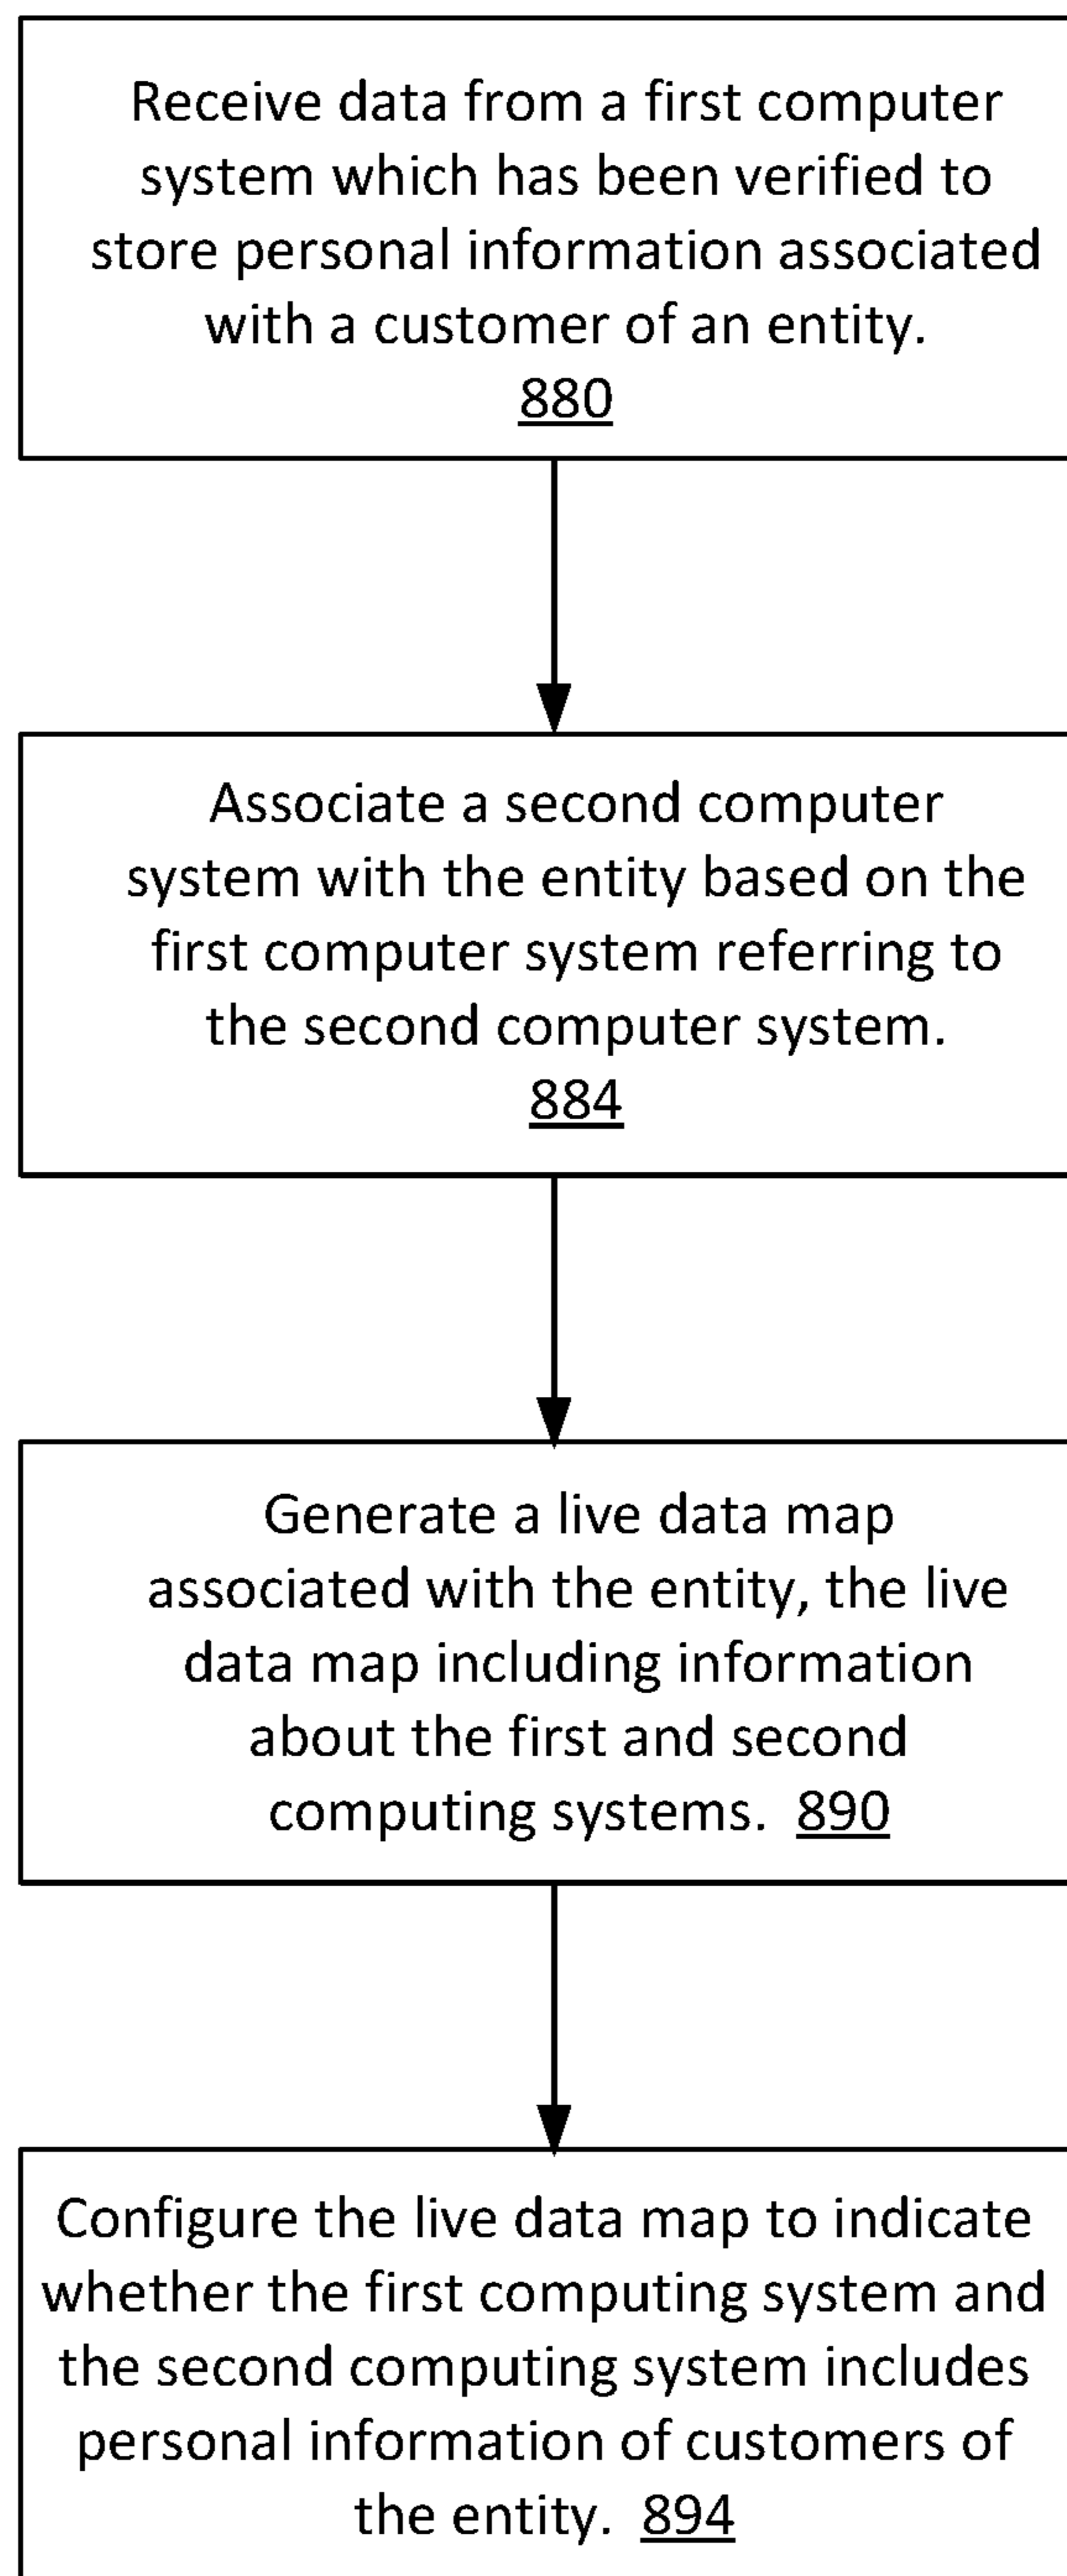 Receive data from a first computer
system which has been verified to
store personal information associated
with a customer of an entity.
880
Associate a second computer
system with the entity based on the
first computer system referring to
the second computer system.
884
Generate a live data map
associated with the entity, the live
data map including information
about the first and second
computing systems. 890
Configure the live data map to indicate
whether the first computing system and
the second computing system includes
personal information of customers of
the entity. 894